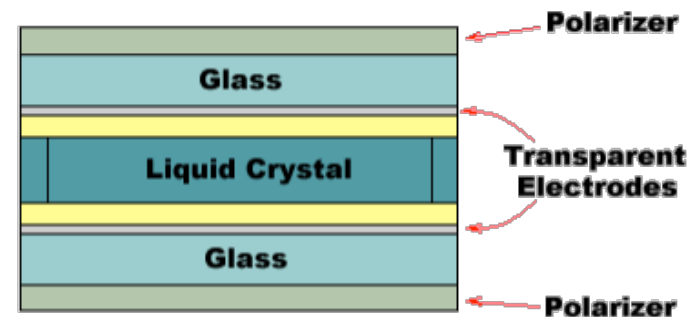 Polarizer
Glass
Liquid Crystal
Transparent
Electrodes
Glass
Polarizer